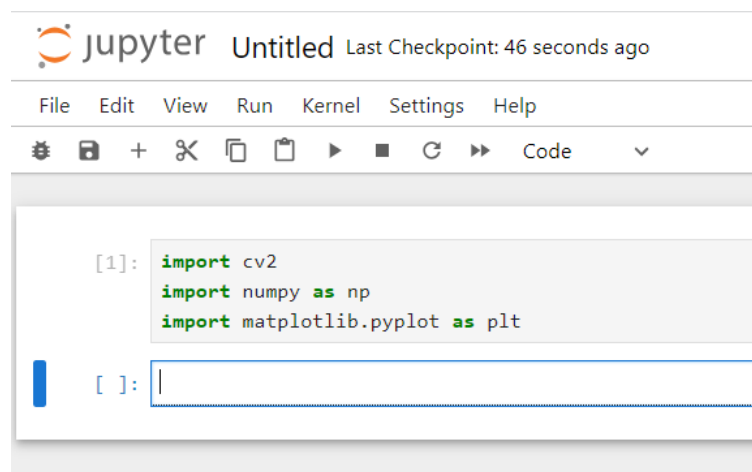 jupyter Untitled Last Checkpoint: 46 seconds ago
File Edit View Run Kernel Settings Help
Code
[1]: import cv2
import numpy as np
import matplotlib.pyplot as plt
[ ]: